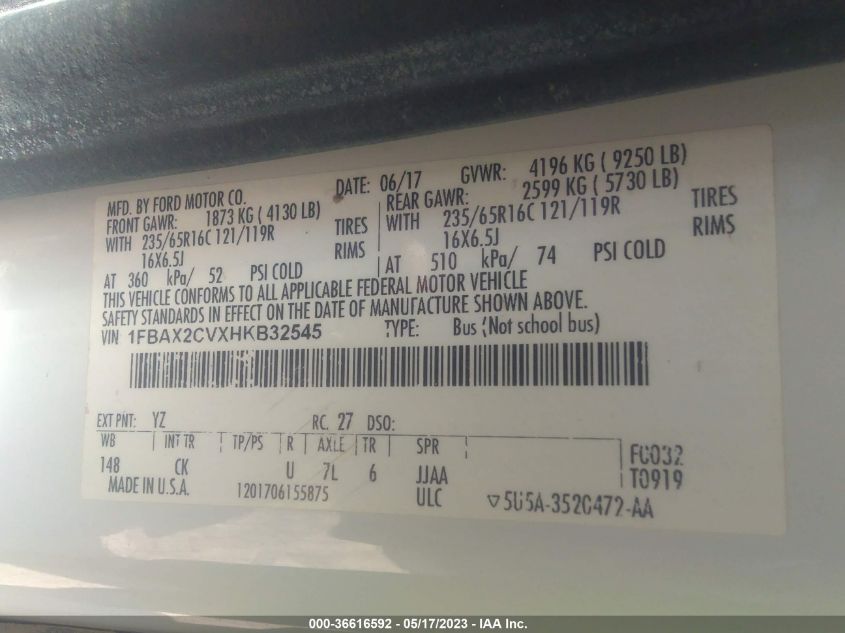 MFD. BY FORD MOTOR CO. DATE: 06/17 GVWR: 4196 KG ( 9250 LB)
FRONT GAWR: 1873 KG ( 4130 LB) REAR GAWR: 2599 KG ( 5730 LB)
WITH 235/65R16C 121/119R TIRES WITH 235/65R16C 121/119R TIRES
16X6.5J RIMS 16X6.5J RIMS
AT 360 kPa/ 52 PSI COLD AT 510 kPa/ 74 PSI COLD
THIS VEHICLE CONFORMS TO ALL APPLICABLE FEDERAL MOTOR VEHICLE
SAFETY STANDARDS IN EFFECT ON THE DATE OF MANUFACTURE SHOWN ABOVE.
VIN: 1FBAX2CVXHKB32545 TYPE: Bus (Not school bus)
EXT PNT: YZ RC: 27 DSO:
WB INT TR TP/PS R AXLE TR SPR F0032
148 CK U 7L 6 JJAA T0919
MADE IN U.S.A. 1201706155875 ULC ▽5U5A-3520472-AA
000-36616592 - 05/17/2023 - IAA Inc.